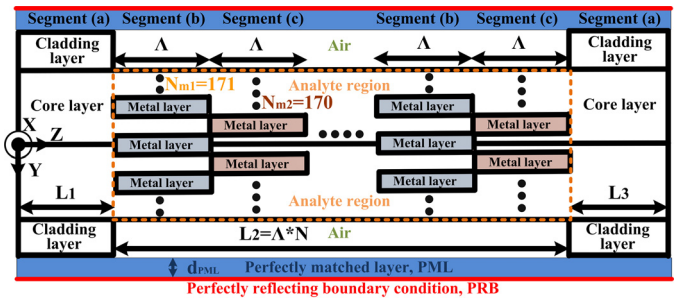 Segment (a) Segment (b) Segment (c) Segment (b) Segment (c) Segment (a)
Cladding layer Λ Λ Air Λ Λ Cladding layer
Analyte region
Nm1=171
Core layer Nm2=170 Core layer
Metal layer Metal layer
Metal layer Metal layer
X
Z
Metal layer Metal layer
Y
Metal layer Metal layer
Metal layer Metal layer
L1 L3
Analyte region
Cladding layer L2=Λ*N Air Cladding layer
dPML Perfectly matched layer, PML
Perfectly reflecting boundary condition, PRB